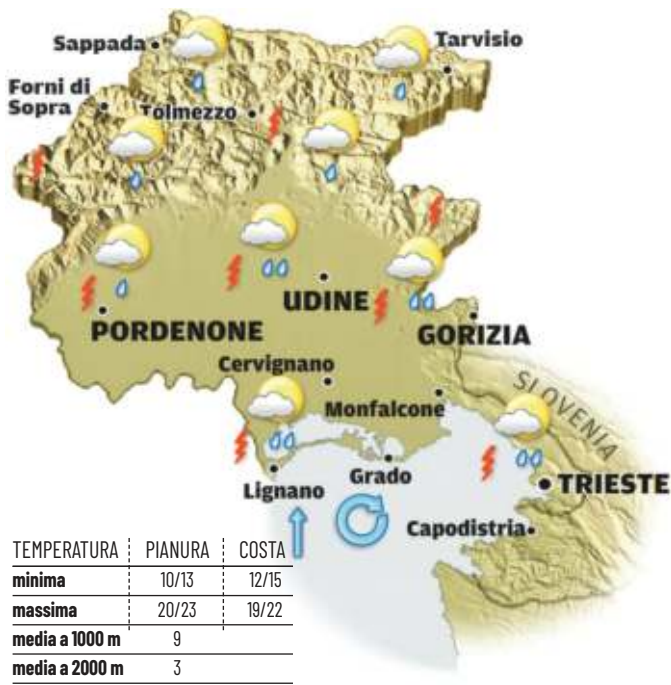 Sappada
Tarvisio
Forni di
Sopra
Tolmezzo
UDINE
PORDENONE
GORIZIA
Cervignano
SLOVENIA
Monfalcone
Grado
Lignano
TRIESTE
Capodistria
TEMPERATURA PIANURA COSTA
minima 10/13 12/15
massima 20/23 19/22
media a 1000 m 9
media a 2000 m 3